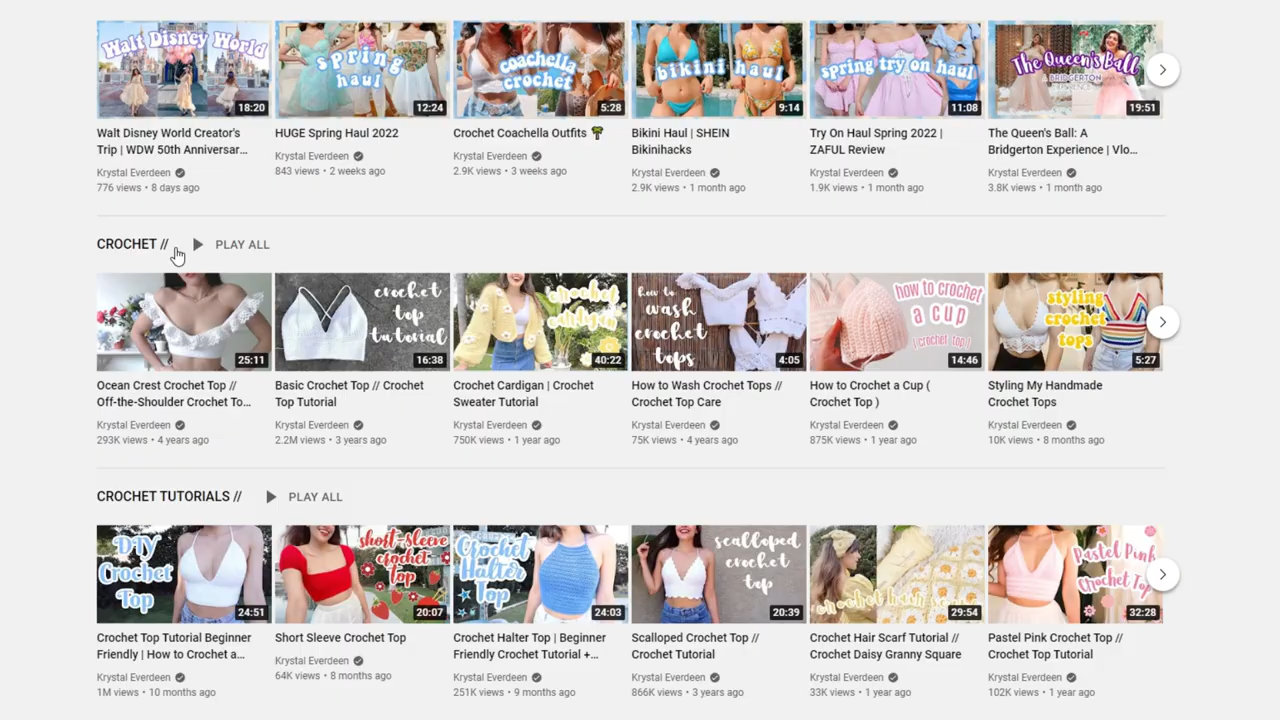 Walt Disney World
spring
haul
coachella
crochet
bikini haul
spring try on haul
The Queen's Ball
A BRIDGERTON
EXPERIENCE
18:20
12:24
5:28
9:14
11:08
19:51
Walt Disney World Creator's
Trip | WDW 50th Anniversar...
Krystal Everdeen
776 views • 8 days ago
HUGE Spring Haul 2022
Krystal Everdeen
843 views • 2 weeks ago
Crochet Coachella Outfits 🌴
Krystal Everdeen
2.9K views • 3 weeks ago
Bikini Haul | SHEIN
Bikinihacks
Krystal Everdeen
2.9K views • 1 month ago
Try On Haul Spring 2022 |
ZAFUL Review
Krystal Everdeen
1.9K views • 1 month ago
The Queen's Ball: A
Bridgerton Experience | Vlo...
Krystal Everdeen
3.8K views • 1 month ago
CROCHET // PLAY ALL
crochet
top
tutorial
crochet
cardigan
how to
wash
crochet
tops
how to crochet
a cup
( crochet top )
styling
crochet
tops
25:11
16:38
40:22
4:05
14:46
5:27
Ocean Crest Crochet Top //
Off-the-Shoulder Crochet To...
Krystal Everdeen
293K views • 4 years ago
Basic Crochet Top // Crochet
Top Tutorial
Krystal Everdeen
2.2M views • 3 years ago
Crochet Cardigan | Crochet
Sweater Tutorial
Krystal Everdeen
750K views • 1 year ago
How to Wash Crochet Tops //
Crochet Top Care
Krystal Everdeen
75K views • 4 years ago
How to Crochet a Cup (
Crochet Top )
Krystal Everdeen
875K views • 1 year ago
Styling My Handmade
Crochet Tops
Krystal Everdeen
10K views • 8 months ago
CROCHET TUTORIALS // PLAY ALL
DIY
Crochet
Top
short-sleeve
crochet
top
Crochet
Halter
Top
scalloped
crochet
top
crochet hair scarf
Pastel Pink
Crochet Top
24:51
20:07
24:03
20:39
29:54
32:28
Crochet Top Tutorial Beginner
Friendly | How to Crochet a...
Krystal Everdeen
1M views • 10 months ago
Short Sleeve Crochet Top
Krystal Everdeen
64K views • 8 months ago
Crochet Halter Top | Beginner
Friendly Crochet Tutorial +...
Krystal Everdeen
251K views • 9 months ago
Scalloped Crochet Top //
Crochet Tutorial
Krystal Everdeen
866K views • 3 years ago
Crochet Hair Scarf Tutorial //
Crochet Daisy Granny Square
Krystal Everdeen
33K views • 1 year ago
Pastel Pink Crochet Top //
Crochet Top Tutorial
Krystal Everdeen
102K views • 1 year ago